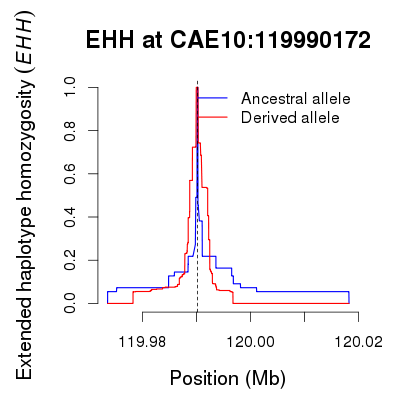 EHH at CAE10:119990172
Extended haplotype homozygosity (EHH)
1.0
0.8
0.6
0.4
0.2
0.0
Ancestral allele
Derived allele
119.98 120.00 120.02
Position (Mb)